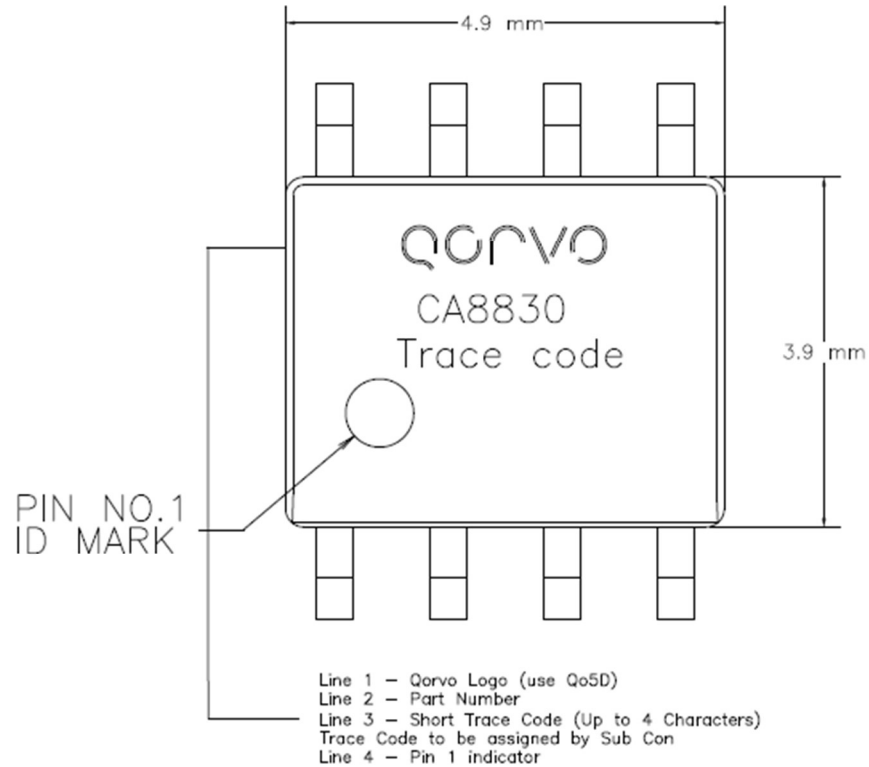 4.9 mm
QORVO
CA8830
Trace code
3.9 mm
PIN NO.1
ID MARK
Line 1 – Qorvo Logo (use Qo5D)
Line 2 – Part Number
Line 3 – Short Trace Code (Up to 4 Characters)
Trace Code to be assigned by Sub Con
Line 4 – Pin 1 indicator